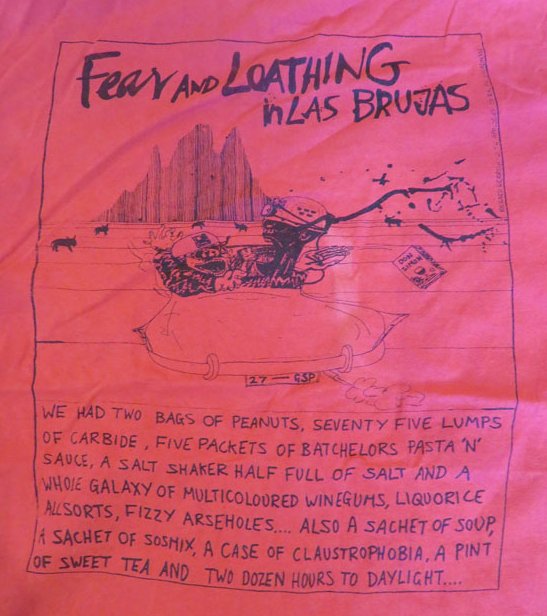 Fear AND LOATHING
in LAS BRUJAS
DON
SIMON
27 — GSP
WE HAD TWO BAGS OF PEANUTS, SEVENTY FIVE LUMPS
OF CARBIDE, FIVE PACKETS OF BATCHELORS PASTA 'N'
SAUCE, A SALT SHAKER HALF FULL OF SALT AND A
WHOLE GALAXY OF MULTICOLOURED WINEGUMS, LIQUORICE
ALLSORTS, FIZZY ARSEHOLES.... ALSO A SACHET OF SOUP,
A SACHET OF SOSMIX, A CASE OF CLAUSTROPHOBIA, A PINT
OF SWEET TEA AND TWO DOZEN HOURS TO DAYLIGHT....